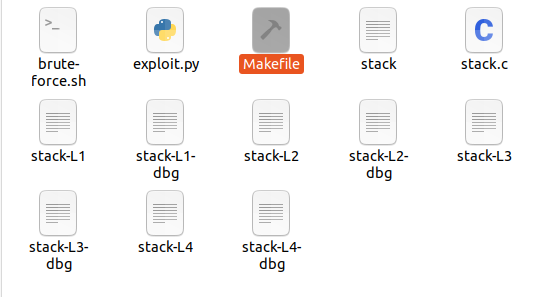 >_
brute-
force.sh
exploit.py
Makefile
stack
C
stack.c
stack-L1
stack-L1-
dbg
stack-L2
stack-L2-
dbg
stack-L3
stack-L3-
dbg
stack-L4
stack-L4-
dbg